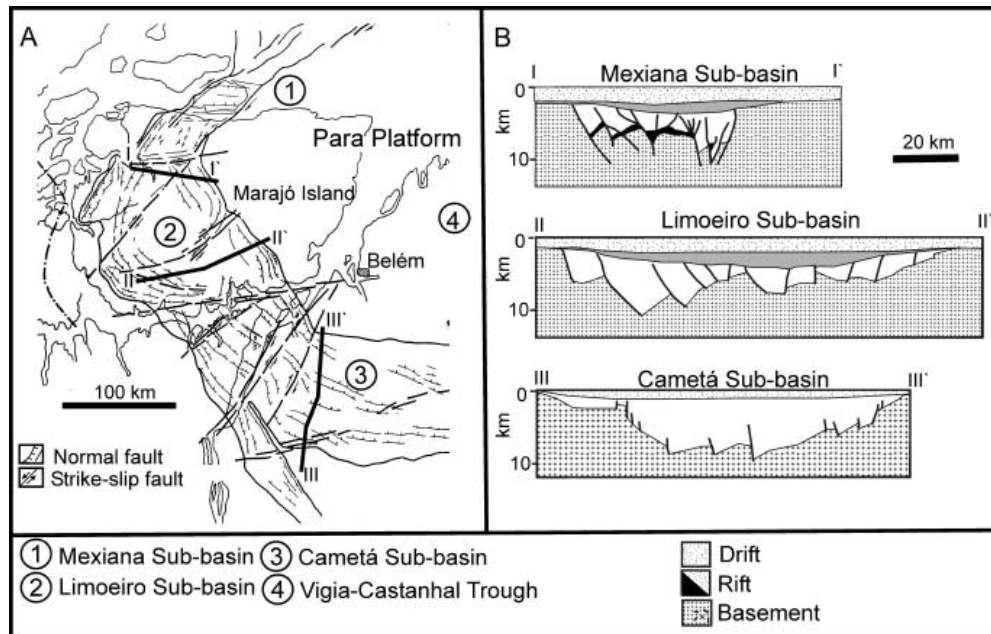 A
1
Para Platform
I
I`
Marajó Island
2
4
II`
II
Belém
III`
3
100 km
III
Normal fault
Strike-slip fault
B
I
I`
Mexiana Sub-basin
0
km
10
20 km
II
II`
Limoeiro Sub-basin
0
km
10
III
III`
Cametá Sub-basin
0
km
10
1 Mexiana Sub-basin 3 Cametá Sub-basin
2 Limoeiro Sub-basin 4 Vigia-Castanhal Trough
Drift
Rift
Basement